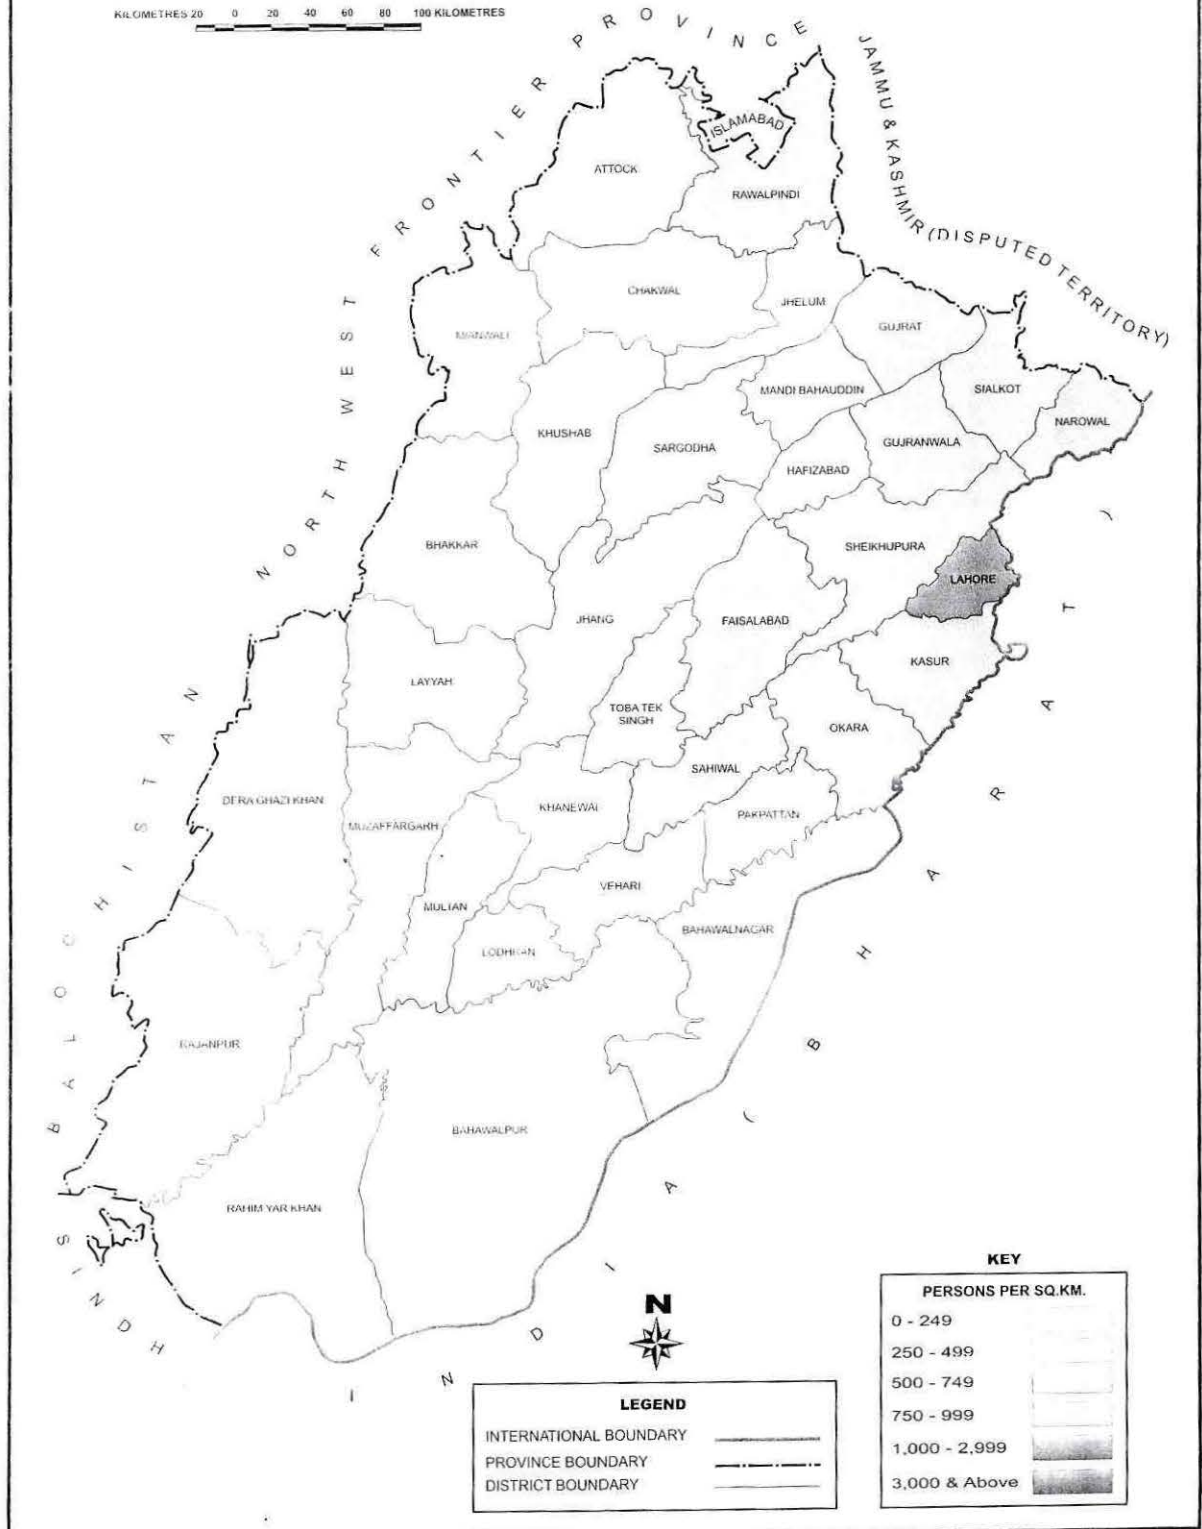 KILOMETRES 20 0 20 40 60 80 100 KILOMETRES
NORTH WEST FRONTIER PROVINCE
JAMMU & KASHMIR (DISPUTED TERRITORY)
ISLAMABAD
ATTOCK
RAWALPINDI
CHAKWAL
JHELUM
MIANWALI
GUJRAT
MANDI BAHAUDDIN
SIALKOT
NAROWAL
KHUSHAB
SARGODHA
GUJRANWALA
HAFIZABAD
BHAKKAR
SHEIKHUPURA
LAHORE
JHANG
FAISALABAD
KASUR
LAYYAH
TOBA TEK
SINGH
OKARA
SAHIWAL
DERA GHAZI KHAN
MUZAFFARGARH
KHANEWAL
PAKPATTAN
VEHARI
MULTAN
BAHAWALNAGAR
LODHRAN
RAJANPUR
BAHAWALPUR
RAHIM YAR KHAN
BALOCHISTAN
SINDH
INDIA (BHARAT)
N
KEY
PERSONS PER SQ.KM.
0 - 249
250 - 499
500 - 749
750 - 999
1,000 - 2,999
3,000 & Above
LEGEND
INTERNATIONAL BOUNDARY
PROVINCE BOUNDARY
DISTRICT BOUNDARY